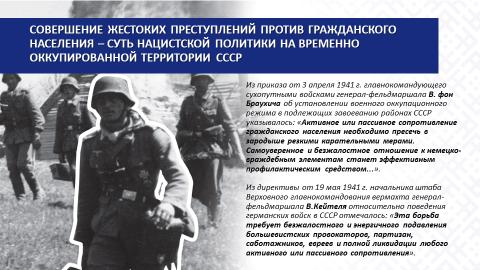 СОВЕРШЕНИЕ ЖЕСТОКИХ ПРЕСТУПЛЕНИЙ ПРОТИВ ГРАЖДАНСКОГО
НАСЕЛЕНИЯ – СУТЬ НАЦИСТСКОЙ ПОЛИТИКИ НА ВРЕМЕННО
ОККУПИРОВАННОЙ ТЕРРИТОРИИ СССР
Из приказа от 3 апреля 1941 г. главнокомандующего
сухопутными войсками генерал-фельдмаршала В. фон
Браухича об установлении военного оккупационного
режима в подлежащих завоеванию районах СССР
указывалось: «Активное или пассивное сопротивление
гражданского населения необходимо пресечь в
зародыше резкими карательными мерами.
Самоуверенное и безжалостное отношение к немецко-
враждебным элементам станет эффективным
профилактическим средством...».
Из директивы от 19 мая 1941 г. начальника штаба
Верховного главнокомандования вермахта генерал-
фельдмаршала В.Кейтеля относительно поведения
германских войск в СССР отмечалось: «Эта борьба
требует безжалостного и энергичного подавления
большевистских провокаторов, партизан,
саботажников, евреев и полной ликвидации любого
активного или пассивного сопротивления».